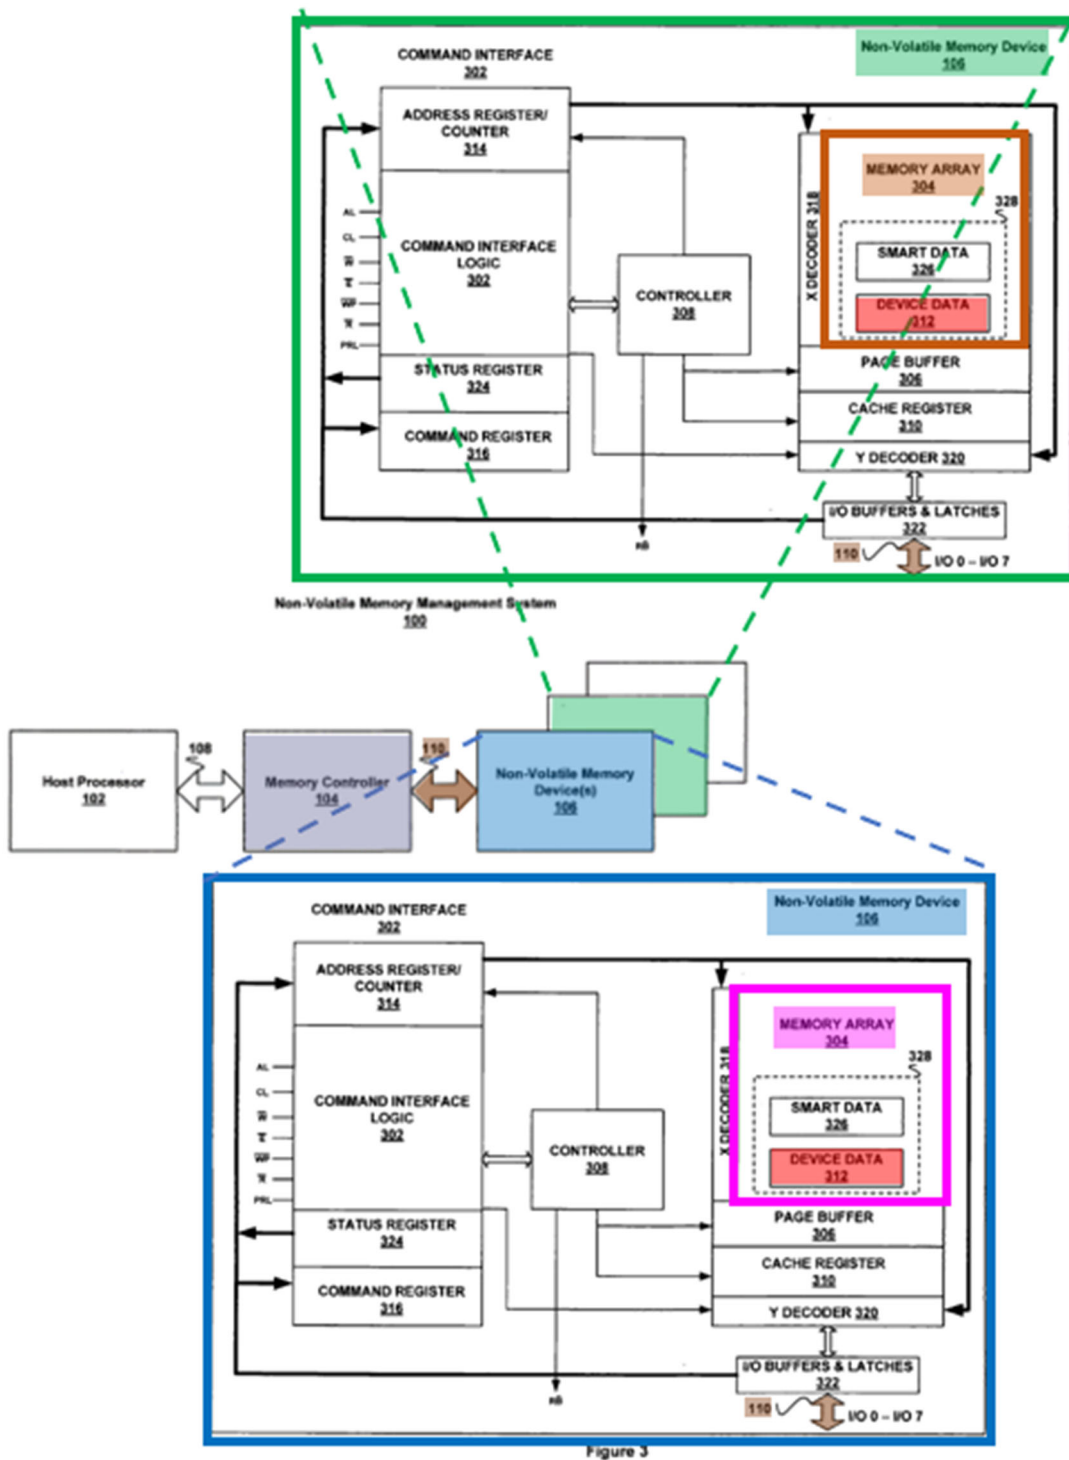 COMMAND INTERFACE
302
Non-Volatile Memory Device
106
ADDRESS REGISTER/
COUNTER
314
MEMORY ARRAY
304
328
X DECODER 318
SMART DATA
326
DEVICE DATA
312
AL
CL
W
E
WP
R
PRL
COMMAND INTERFACE
LOGIC
302
CONTROLLER
308
STATUS REGISTER
324
COMMAND REGISTER
316
PAGE BUFFER
306
CACHE REGISTER
310
Y DECODER 320
I/O BUFFERS & LATCHES
322
RB
110
I/O 0 – I/O 7
Non-Volatile Memory Management System
100
Host Processor
102
108
Memory Controller
104
110
Non-Volatile Memory
Device(s)
106
COMMAND INTERFACE
302
Non-Volatile Memory Device
106
ADDRESS REGISTER/
COUNTER
314
MEMORY ARRAY
304
328
X DECODER 318
SMART DATA
326
DEVICE DATA
312
AL
CL
W
E
WP
R
PRL
COMMAND INTERFACE
LOGIC
302
CONTROLLER
308
STATUS REGISTER
324
COMMAND REGISTER
316
PAGE BUFFER
306
CACHE REGISTER
310
Y DECODER 320
I/O BUFFERS & LATCHES
322
RB
110
I/O 0 – I/O 7
Figure 3